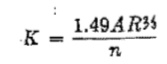 K = 1.49AR⅔ / n